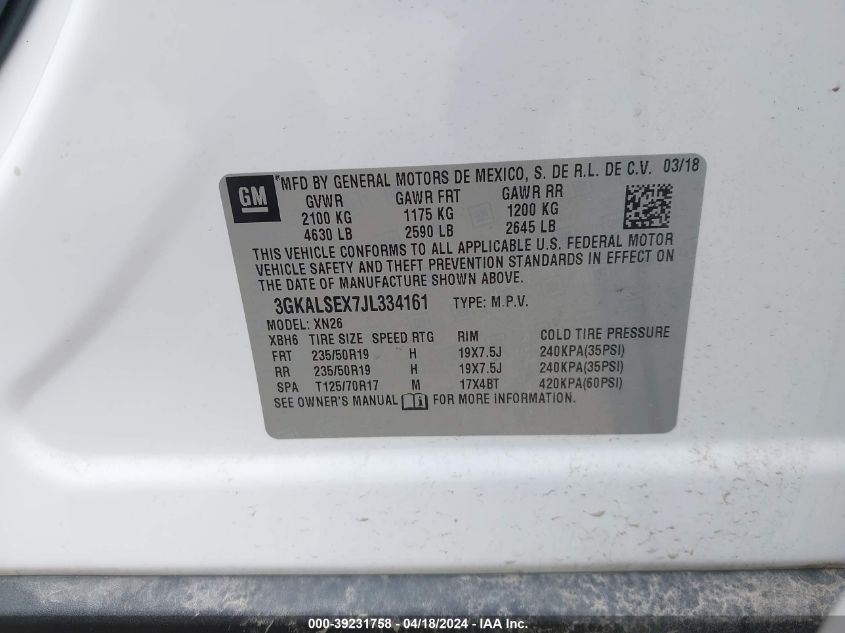 GM *MFD BY GENERAL MOTORS DE MEXICO, S. DE R.L. DE C.V. 03/18
GVWR GAWR FRT GAWR RR
2100 KG 1175 KG 1200 KG
4630 LB 2590 LB 2645 LB
THIS VEHICLE CONFORMS TO ALL APPLICABLE U.S. FEDERAL MOTOR
VEHICLE SAFETY AND THEFT PREVENTION STANDARDS IN EFFECT ON
THE DATE OF MANUFACTURE SHOWN ABOVE.
3GKALSEX7JL334161 TYPE: M.P.V.
MODEL: XN26
XBH6 TIRE SIZE SPEED RTG RIM COLD TIRE PRESSURE
FRT 235/50R19 H 19X7.5J 240KPA(35PSI)
RR 235/50R19 H 19X7.5J 240KPA(35PSI)
SPA T125/70R17 M 17X4BT 420KPA(60PSI)
SEE OWNER'S MANUAL FOR MORE INFORMATION.
000-39231758 - 04/18/2024 - IAA Inc.